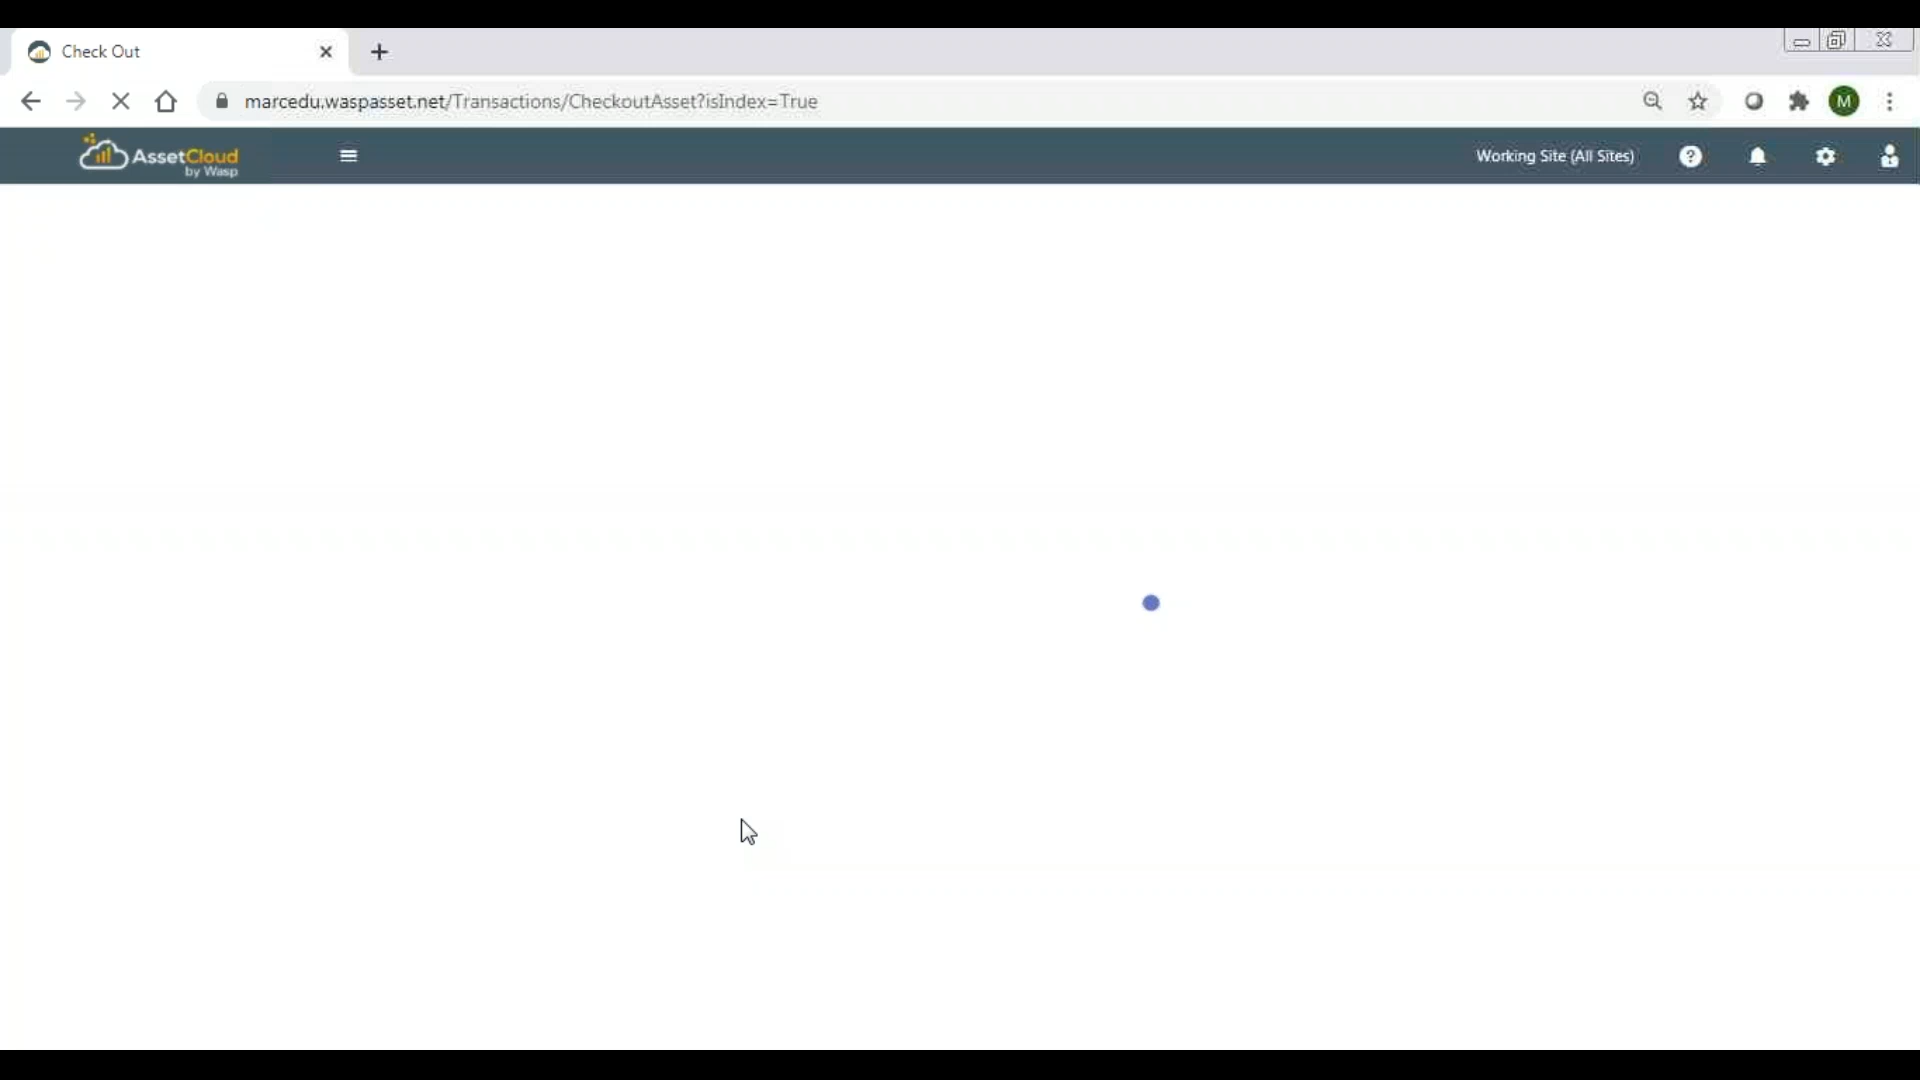 Check Out
marcedu.waspasset.net/Transactions/CheckoutAsset?isIndex=True
M
AssetCloud
by Wasp
Working Site (All Sites)